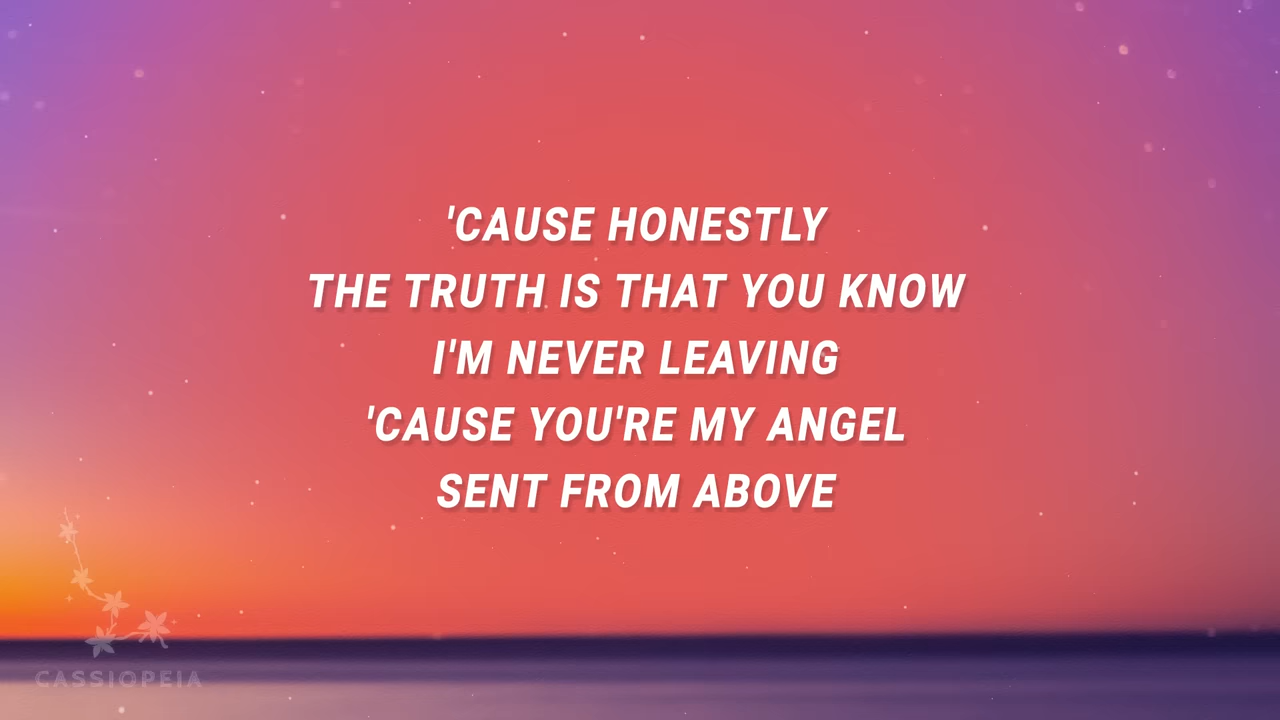 'CAUSE HONESTLY
THE TRUTH IS THAT YOU KNOW
I'M NEVER LEAVING
'CAUSE YOU'RE MY ANGEL
SENT FROM ABOVE
CASSIOPEIA